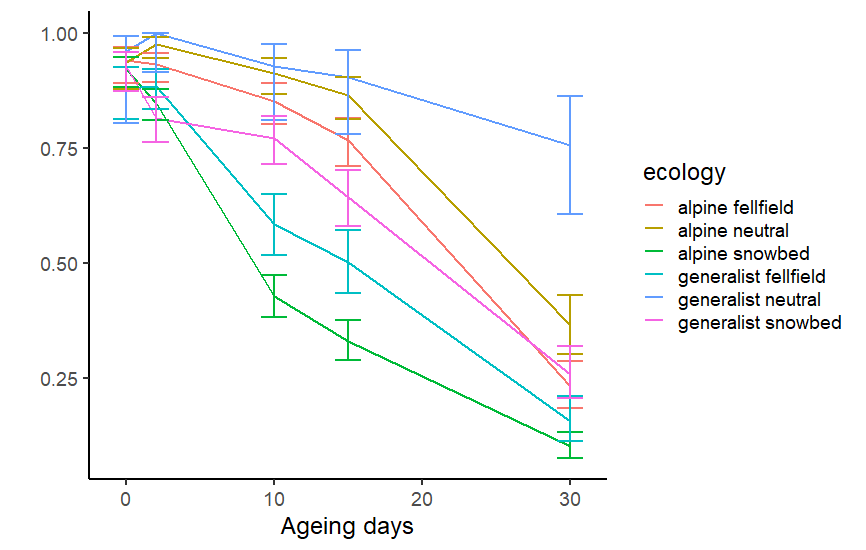 1.00
0.75
0.50
0.25
0
10
20
30
Ageing days
ecology
alpine fellfield
alpine neutral
alpine snowbed
generalist fellfield
generalist neutral
generalist snowbed